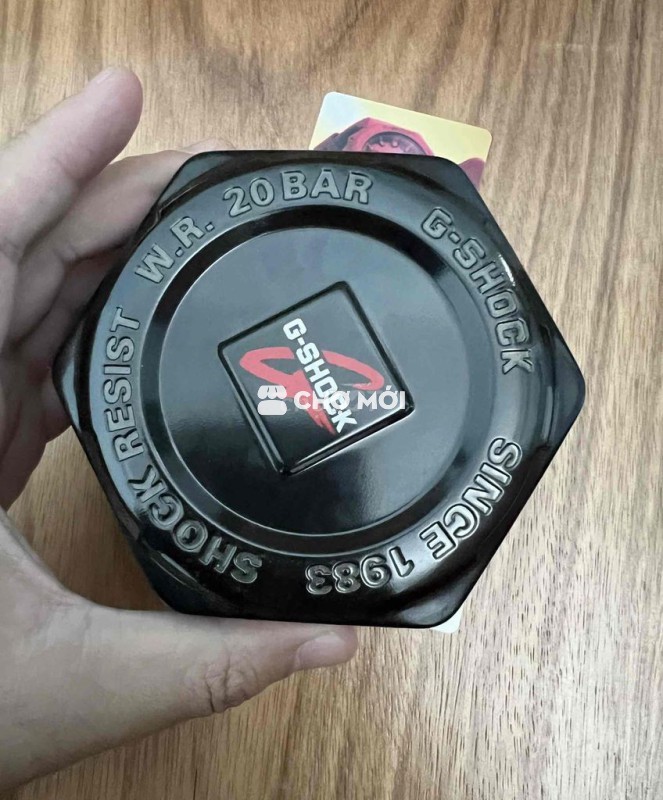 SHOCK RESIST W.R. 20BAR G-SHOCK
SINCE 1983
G-SHOCK
CHỢ MỚI